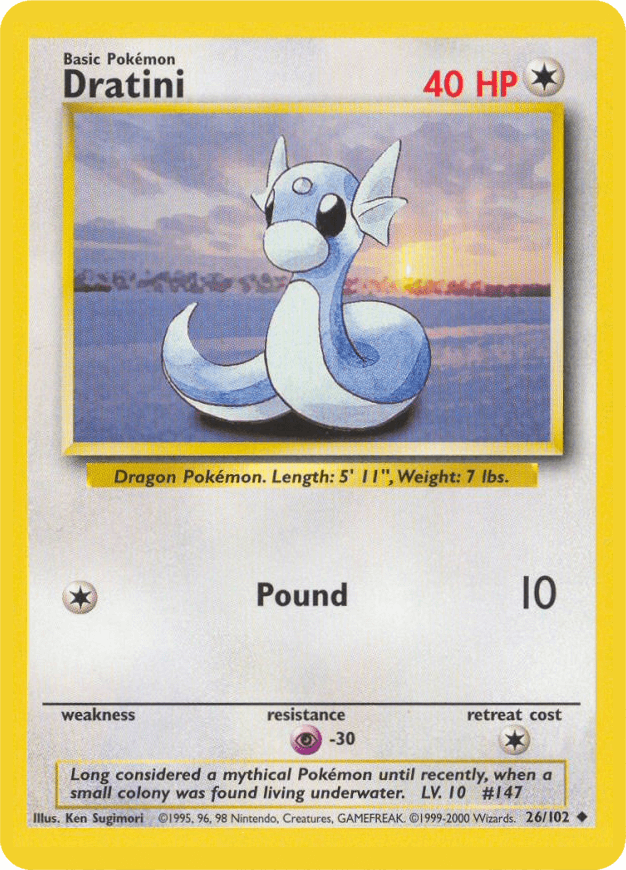 Basic Pokémon
Dratini
40 HP
Dragon Pokémon. Length: 5' 11", Weight: 7 lbs.
Pound 10
weakness resistance retreat cost
-30
Long considered a mythical Pokémon until recently, when a
small colony was found living underwater. LV. 10 #147
Illus. Ken Sugimori ©1995, 96, 98 Nintendo, Creatures, GAMEFREAK. ©1999-2000 Wizards. 26/102